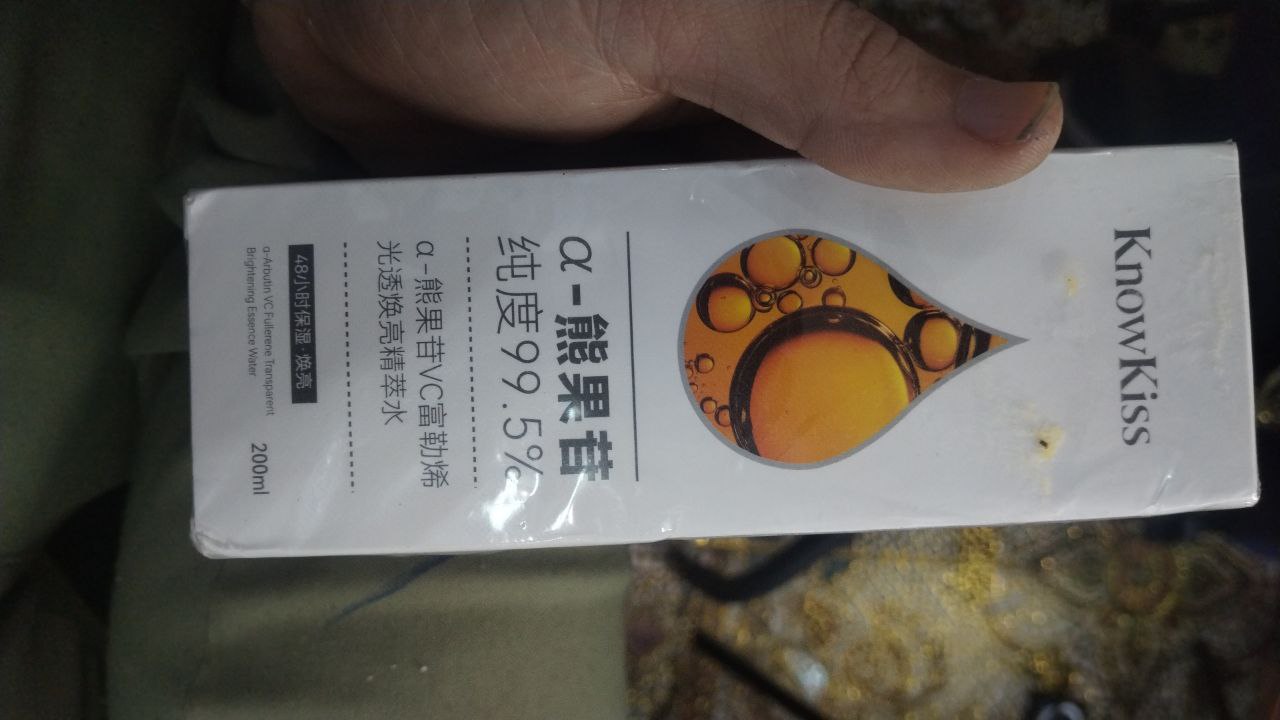 KnowKiss
α-熊果苷
纯度99.5%
α-熊果苷VC富勒烯
光透焕亮精萃水
48小时保湿·焕亮
α-Arbutin VC Fullerene Transparent
Brightening Essence Water
200ml